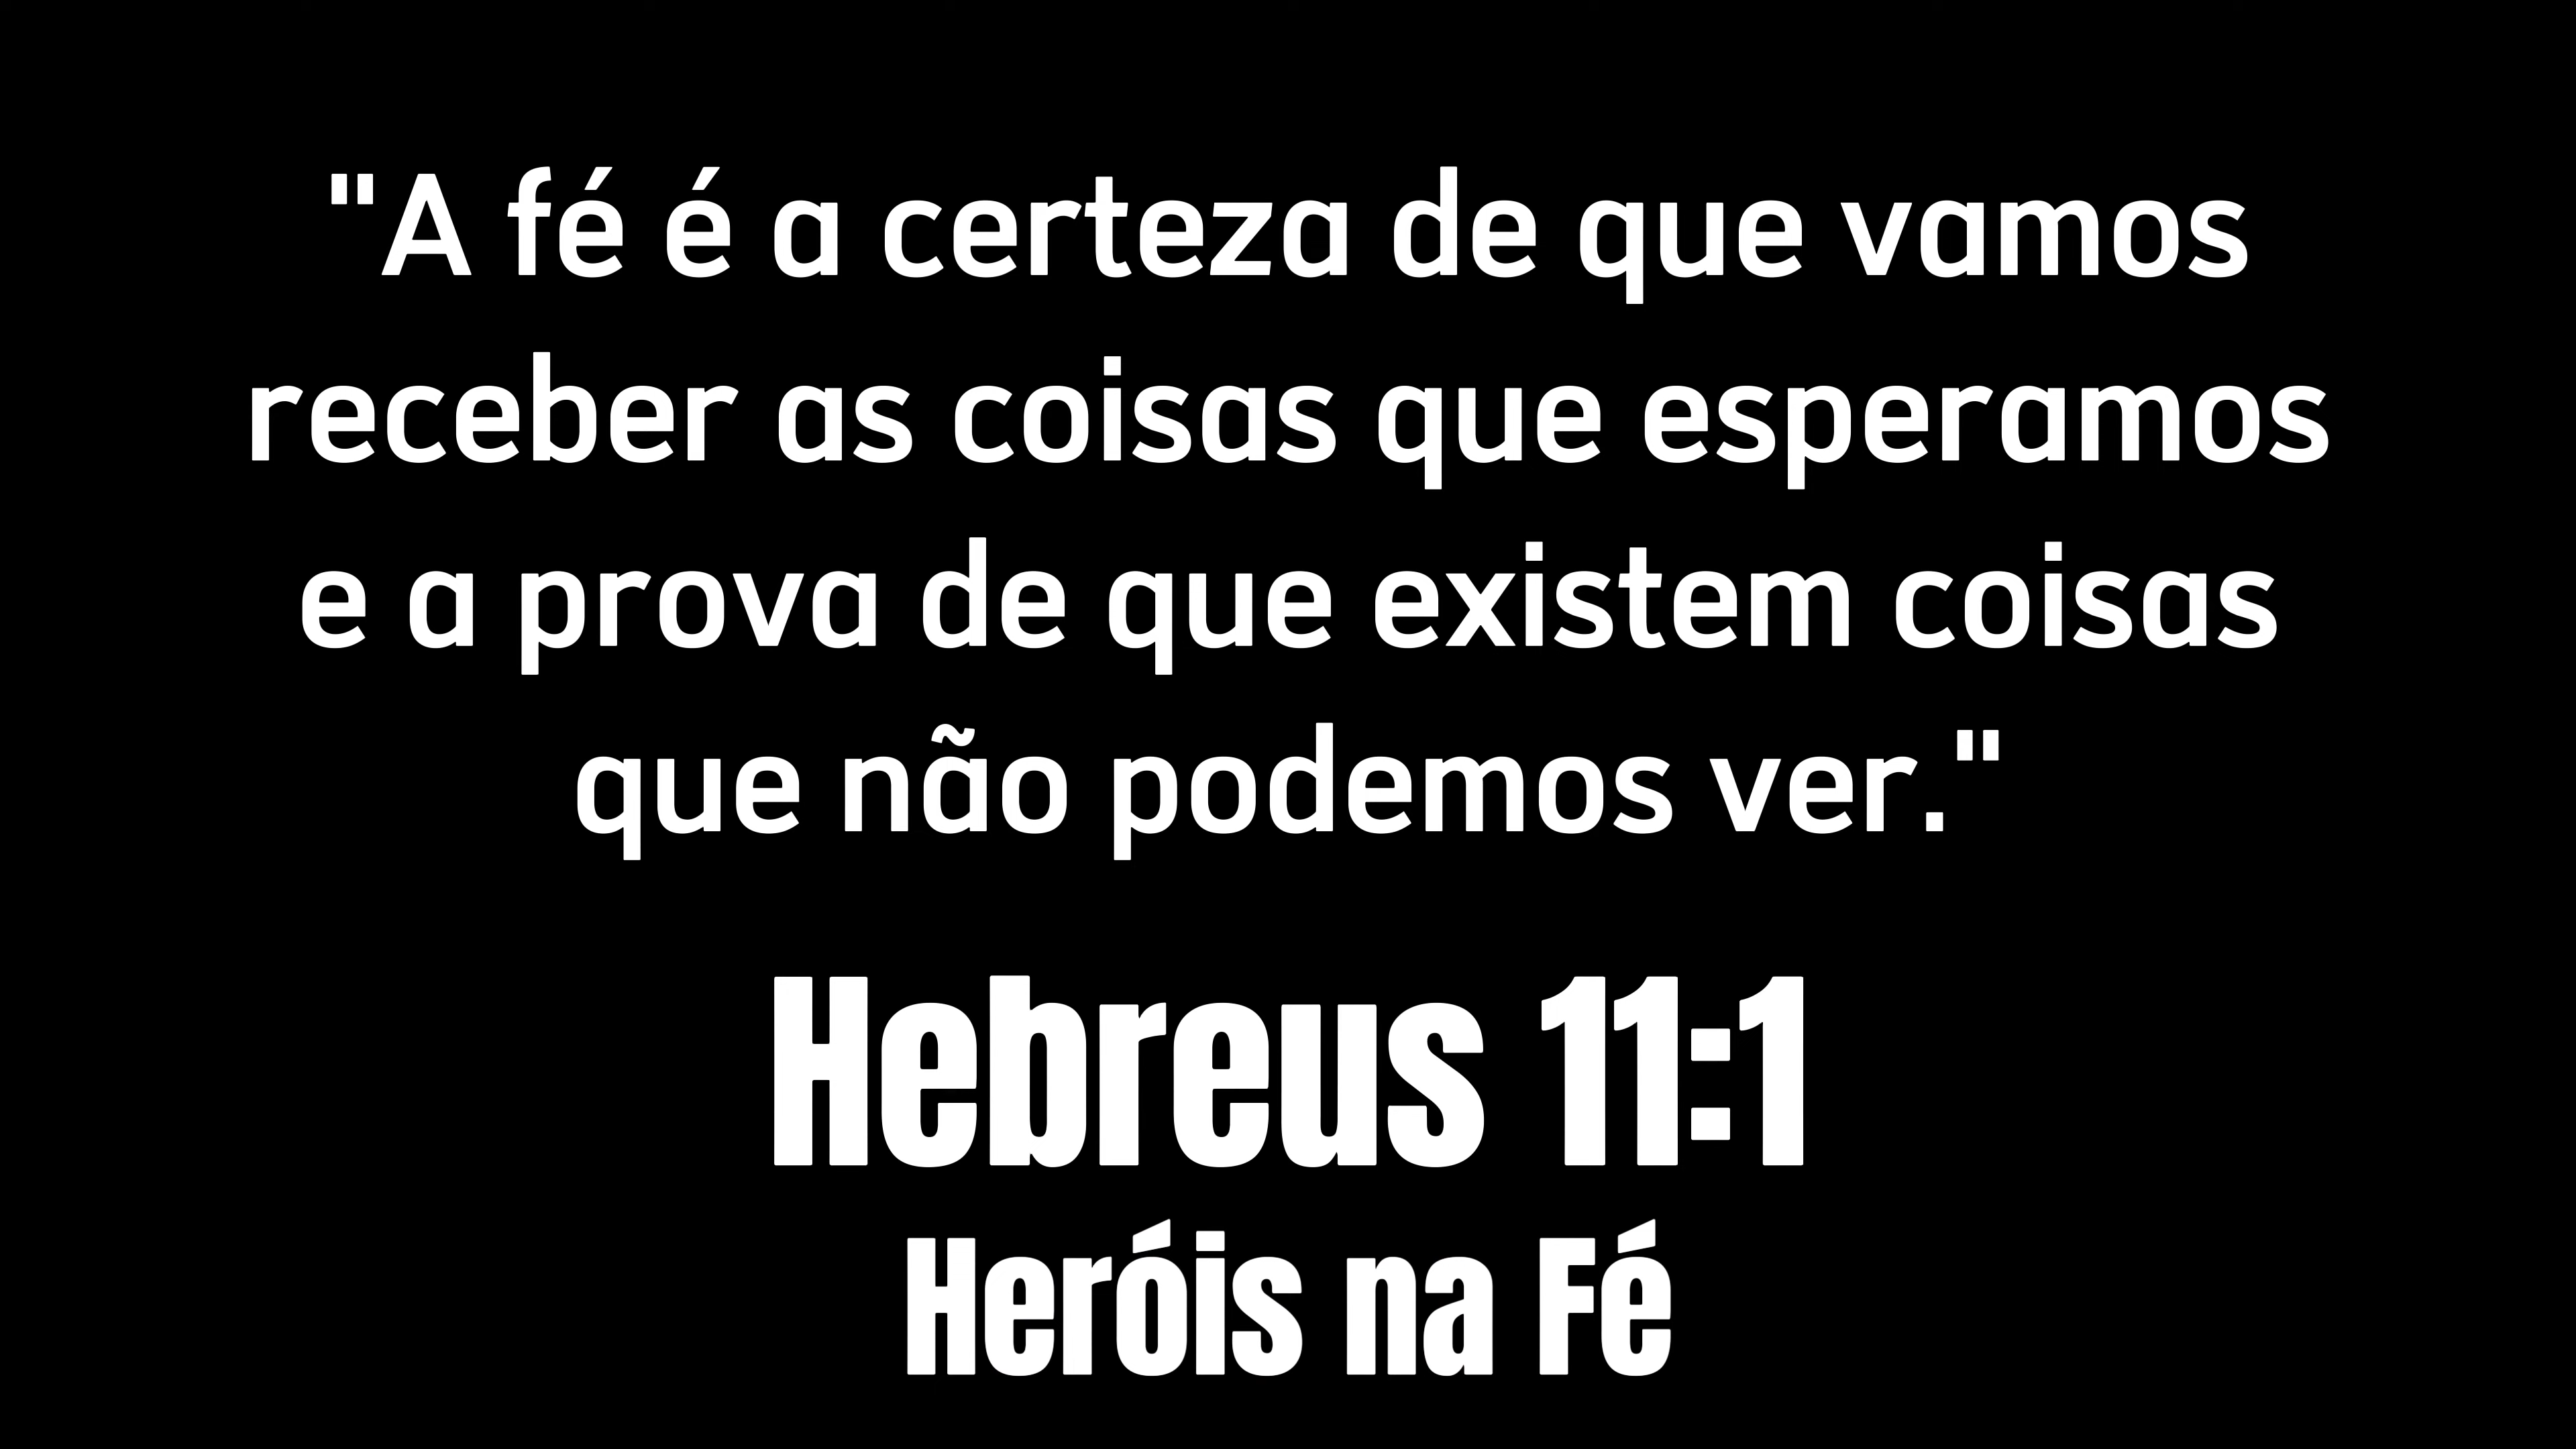 "A fé é a certeza de que vamos
receber as coisas que esperamos
e a prova de que existem coisas
que não podemos ver."
Hebreus 11:1
Heróis na Fé